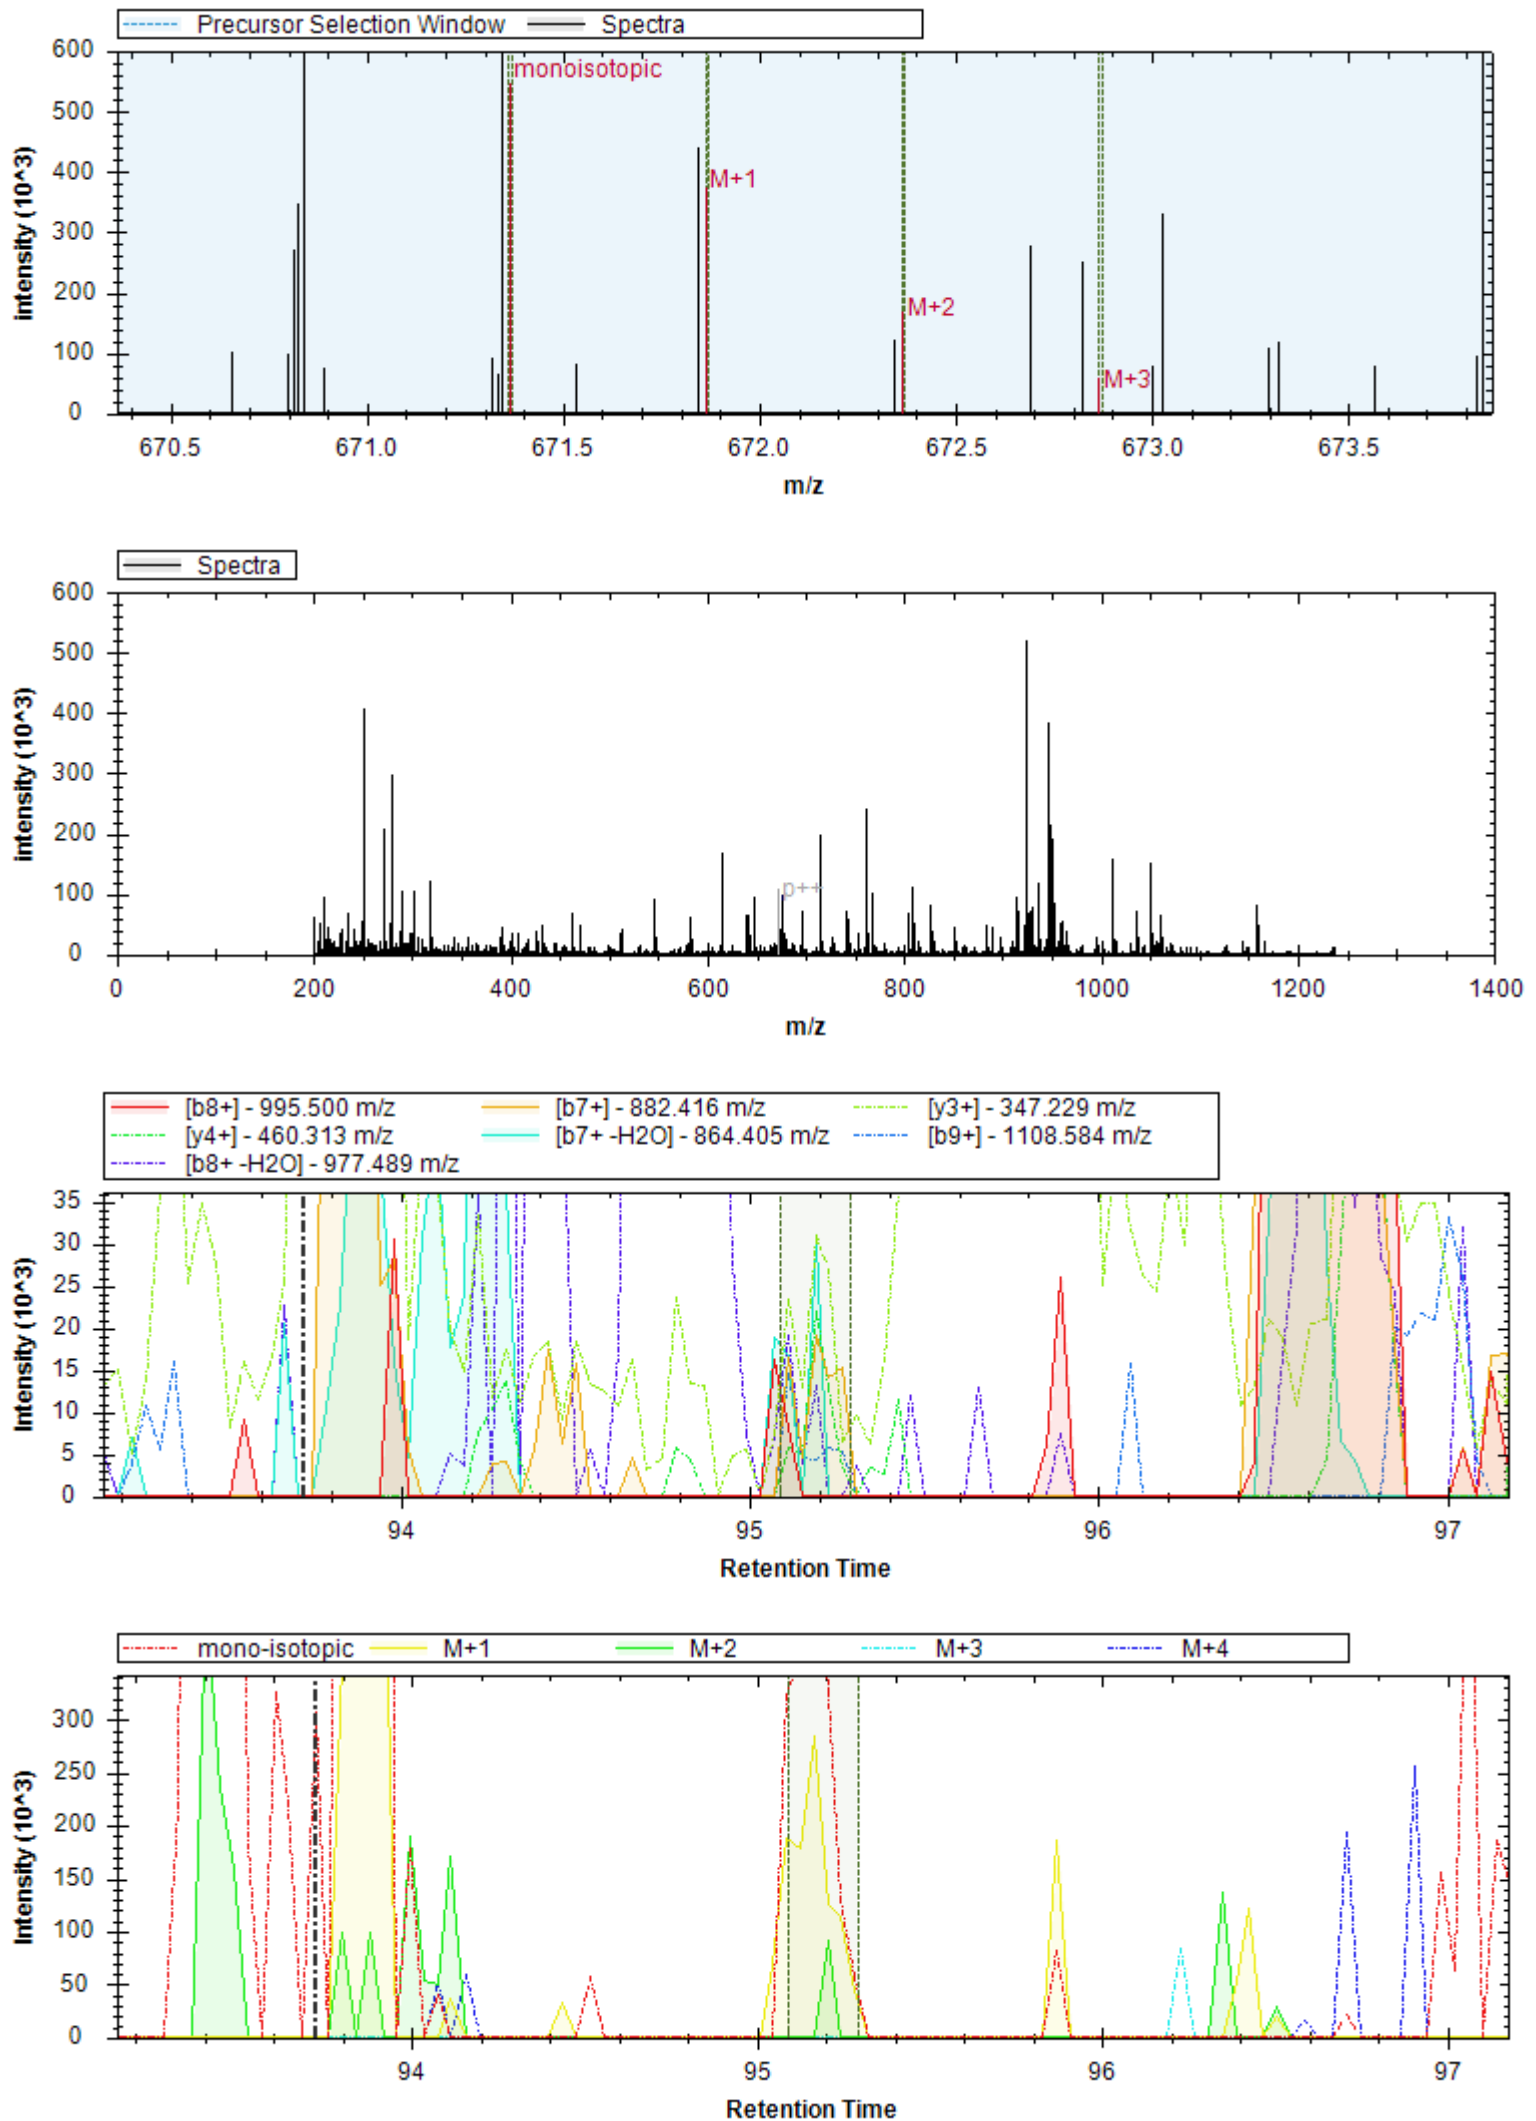 Precursor Selection Window Spectra
600
500
400
300
200
100
0
intensity (10^3)
monoisotopic
M+1
M+2
M+3
670.5 671.0 671.5 672.0 672.5 673.0 673.5
m/z
Spectra
600
500
400
300
200
100
0
intensity (10^3)
p++
0 200 400 600 800 1000 1200 1400
m/z
[b8+] - 995.500 m/z [b7+] - 882.416 m/z [y3+] - 347.229 m/z
[y4+] - 460.313 m/z [b7+ -H2O] - 864.405 m/z [b9+] - 1108.584 m/z
[b8+ -H2O] - 977.489 m/z
35
30
25
20
15
10
5
0
Intensity (10^3)
94 95 96 97
Retention Time
mono-isotopic M+1 M+2 M+3 M+4
300
250
200
150
100
50
0
Intensity (10^3)
94 95 96 97
Retention Time